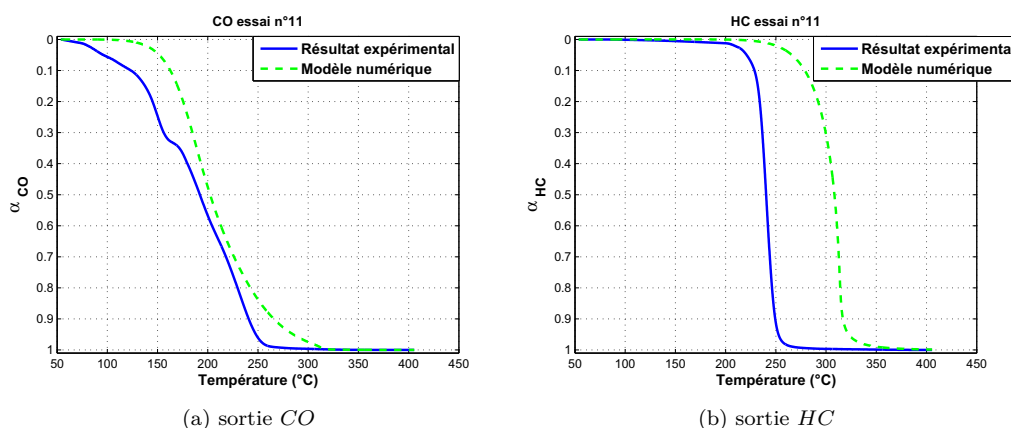 CO essai n°11
Résultat expérimental
Modèle numérique
0
0.1
0.2
0.3
0.4
0.5
0.6
0.7
0.8
0.9
1
α CO
50 100 150 200 250 300 350 400 450
Température (°C)
(a) sortie CO
HC essai n°11
Résultat expérimental
Modèle numérique
0
0.1
0.2
0.3
0.4
0.5
0.6
0.7
0.8
0.9
1
α HC
50 100 150 200 250 300 350 400 450
Température (°C)
(b) sortie HC